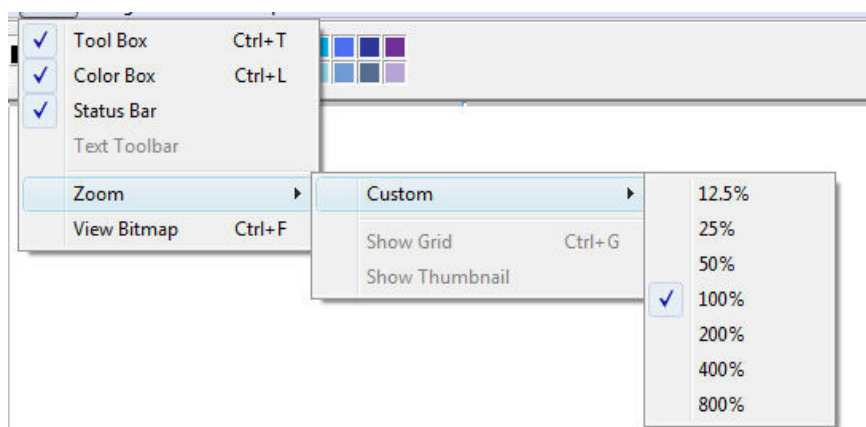 Tool Box Ctrl+T
Color Box Ctrl+L
Status Bar
Text Toolbar
Zoom
View Bitmap Ctrl+F
Custom
Show Grid Ctrl+G
Show Thumbnail
12.5%
25%
50%
100%
200%
400%
800%